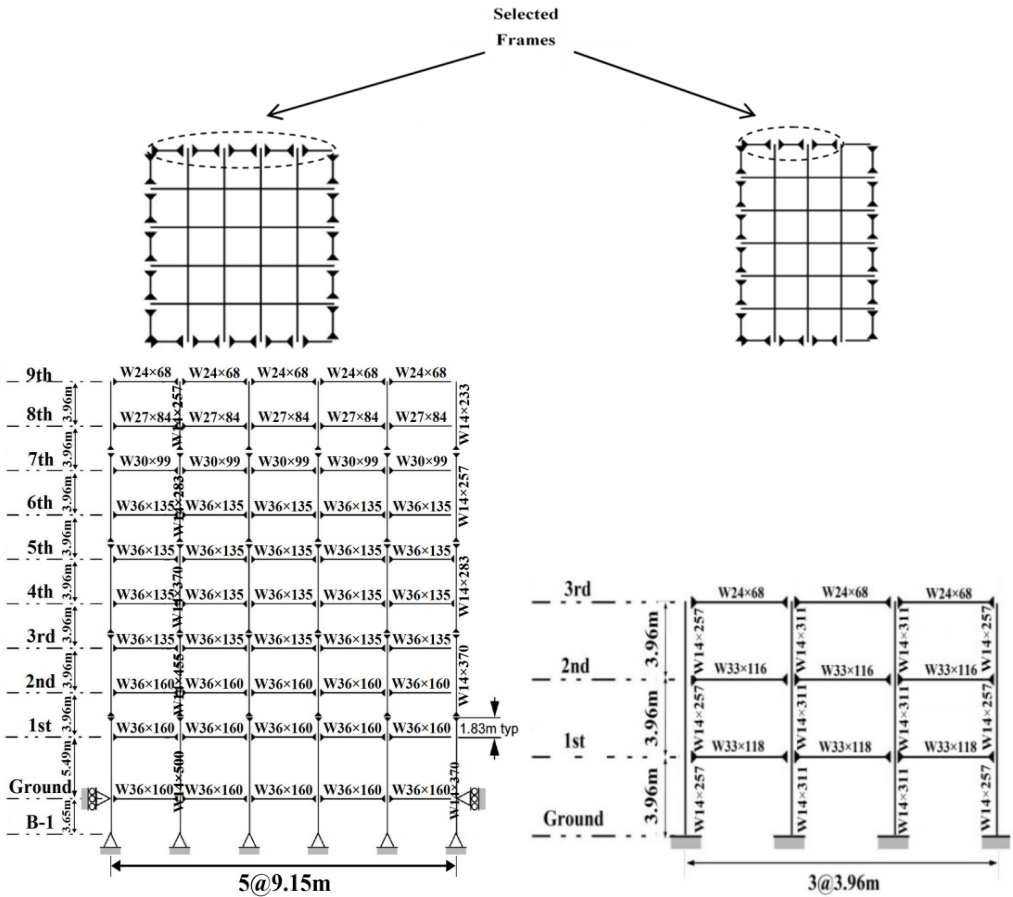 Selected
Frames
9th
W24×68 W24×68 W24×68 W24×68 W24×68
3.96m
W14×257
W14×233
8th
W27×84 W27×84 W27×84 W27×84 W27×84
3.96m
7th
W30×99 W30×99 W30×99 W30×99 W30×99
3.96m
W14×283
W14×257
6th
W36×135 W36×135 W36×135 W36×135 W36×135
3.96m
5th
W36×135 W36×135 W36×135 W36×135 W36×135
3.96m
W14×370
W14×283
4th
W36×135 W36×135 W36×135 W36×135 W36×135
3.96m
3rd
W36×135 W36×135 W36×135 W36×135 W36×135
3.96m
W14×455
W14×370
2nd
W36×160 W36×160 W36×160 W36×160 W36×160
3.96m
1st
W36×160 W36×160 W36×160 W36×160 W36×160
1.83m typ
5.49m
W14×500
W14×370
Ground
W36×160 W36×160 W36×160 W36×160 W36×160
3.65m
B-1
5@9.15m
3rd
W24×68 W24×68 W24×68
3.96m
W14×257 W14×311 W14×311 W14×257
2nd
W33×116 W33×116 W33×116
3.96m
W14×257 W14×311 W14×311 W14×257
1st
W33×118 W33×118 W33×118
3.96m
W14×257 W14×311 W14×311 W14×257
Ground
3@3.96m